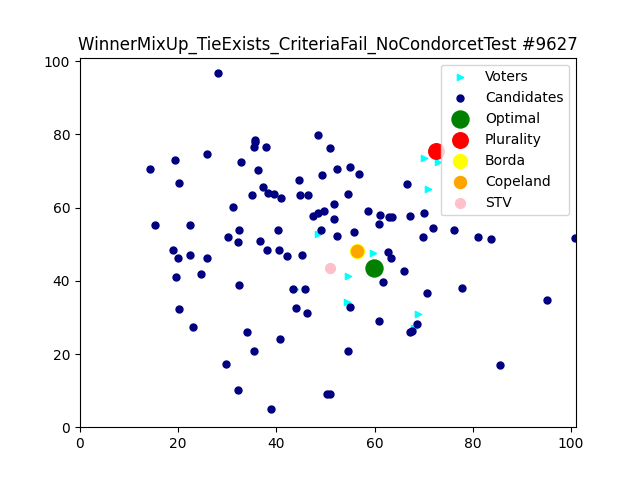 WinnerMixUp_TieExists_CriteriaFail_NoCondorcetTest #9627
100
80
60
40
20
0
0 20 40 60 80 100
Voters
Candidates
Optimal
Plurality
Borda
Copeland
STV